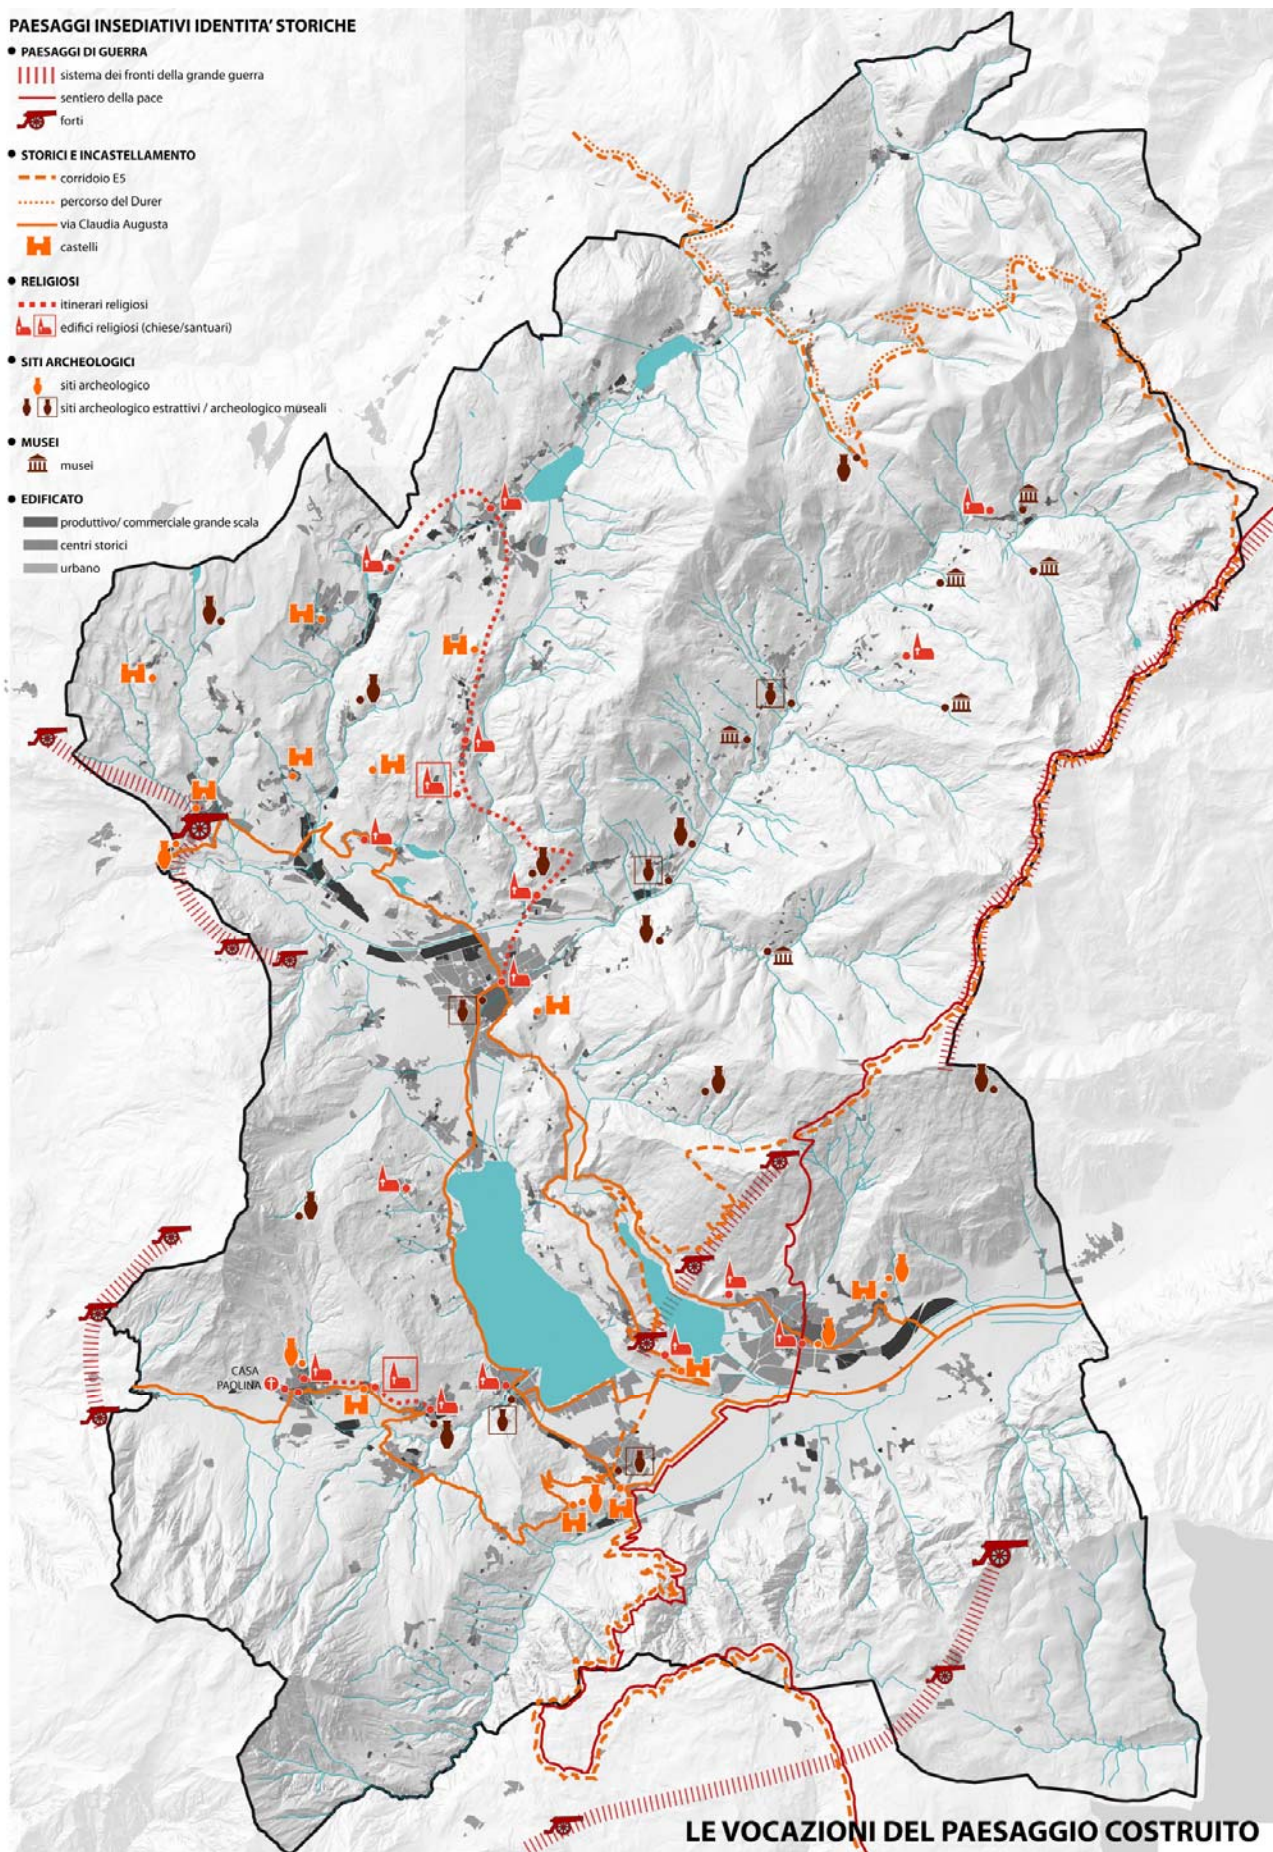 PAESAGGI INSEDIATIVI IDENTITA' STORICHE
PAESAGGI DI GUERRA
sistema dei fronti della grande guerra
sentiero della pace
forti
STORICI E INCASTELLAMENTO
corridoio E5
percorso del Durer
via Claudia Augusta
castelli
RELIGIOSI
itinerari religiosi
edifici religiosi (chiese/santuari)
SITI ARCHEOLOGICI
siti archeologico
siti archeologico estrattivi / archeologico museali
MUSEI
musei
EDIFICATO
produttivo/ commerciale grande scala
centri storici
urbano
CASA
PAOLINA
LE VOCAZIONI DEL PAESAGGIO COSTRUITO